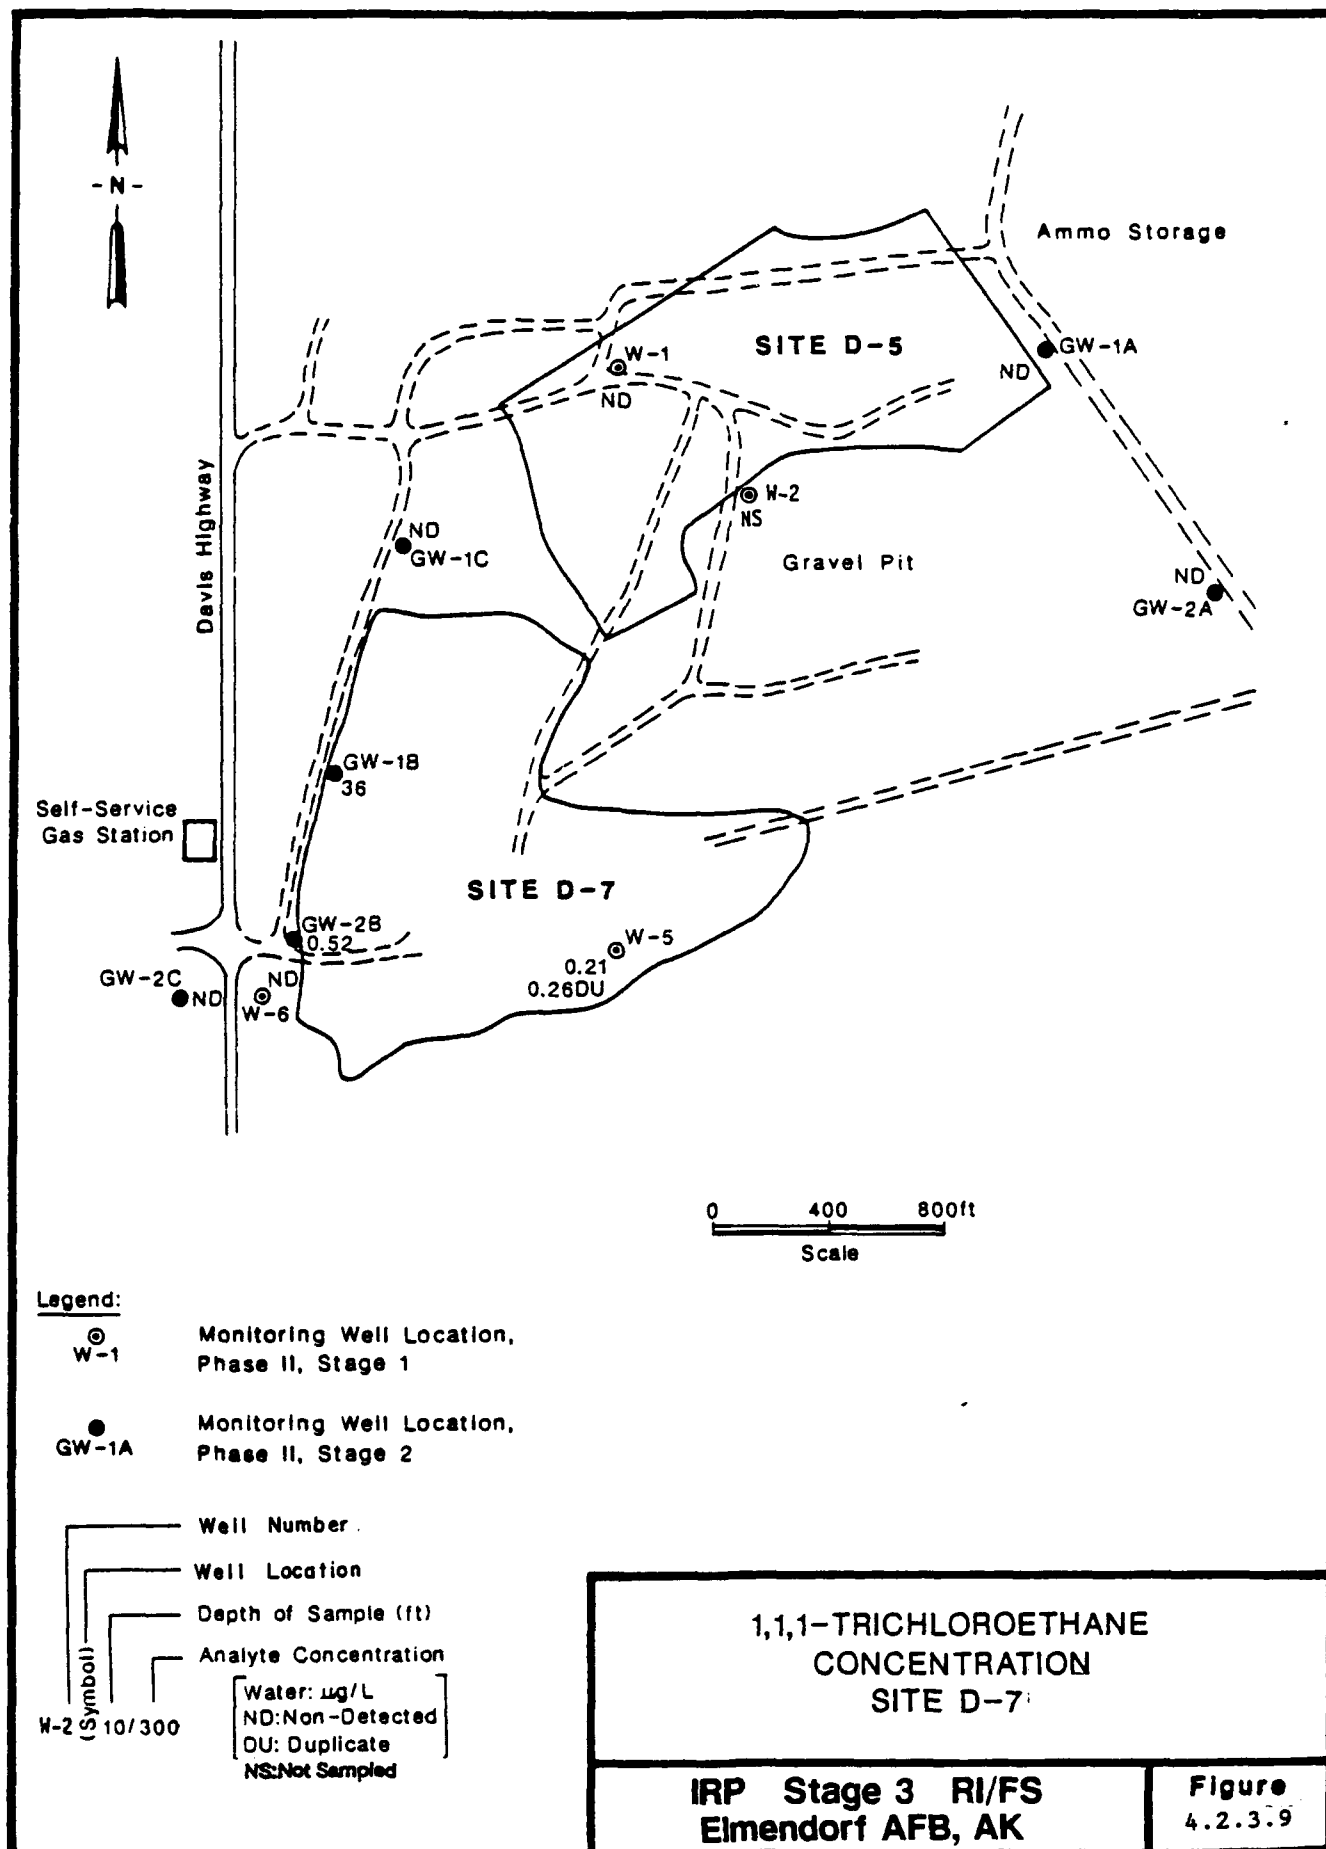 - N -
Ammo Storage
SITE D-5
W-1
ND
GW-1A
ND
W-2
NS
Davis Highway
ND
GW-1C
Gravel Pit
ND
GW-2A
GW-1B
36
Self-Service
Gas Station
SITE D-7
GW-2B
0.52
W-5
0.21
0.26DU
GW-2C
ND
ND
W-6
0 400 800ft
Scale
Legend:
W-1
Monitoring Well Location,
Phase II, Stage 1
GW-1A
Monitoring Well Location,
Phase II, Stage 2
Well Number
Well Location
Depth of Sample (ft)
Analyte Concentration
Water: µg/L
ND:Non-Detected
DU: Duplicate
NS:Not Sampled
W-2 (Symbol) 10/300
1,1,1-TRICHLOROETHANE
CONCENTRATION
SITE D-7
IRP Stage 3 RI/FS
Elmendorf AFB, AK
Figure
4.2.3.9